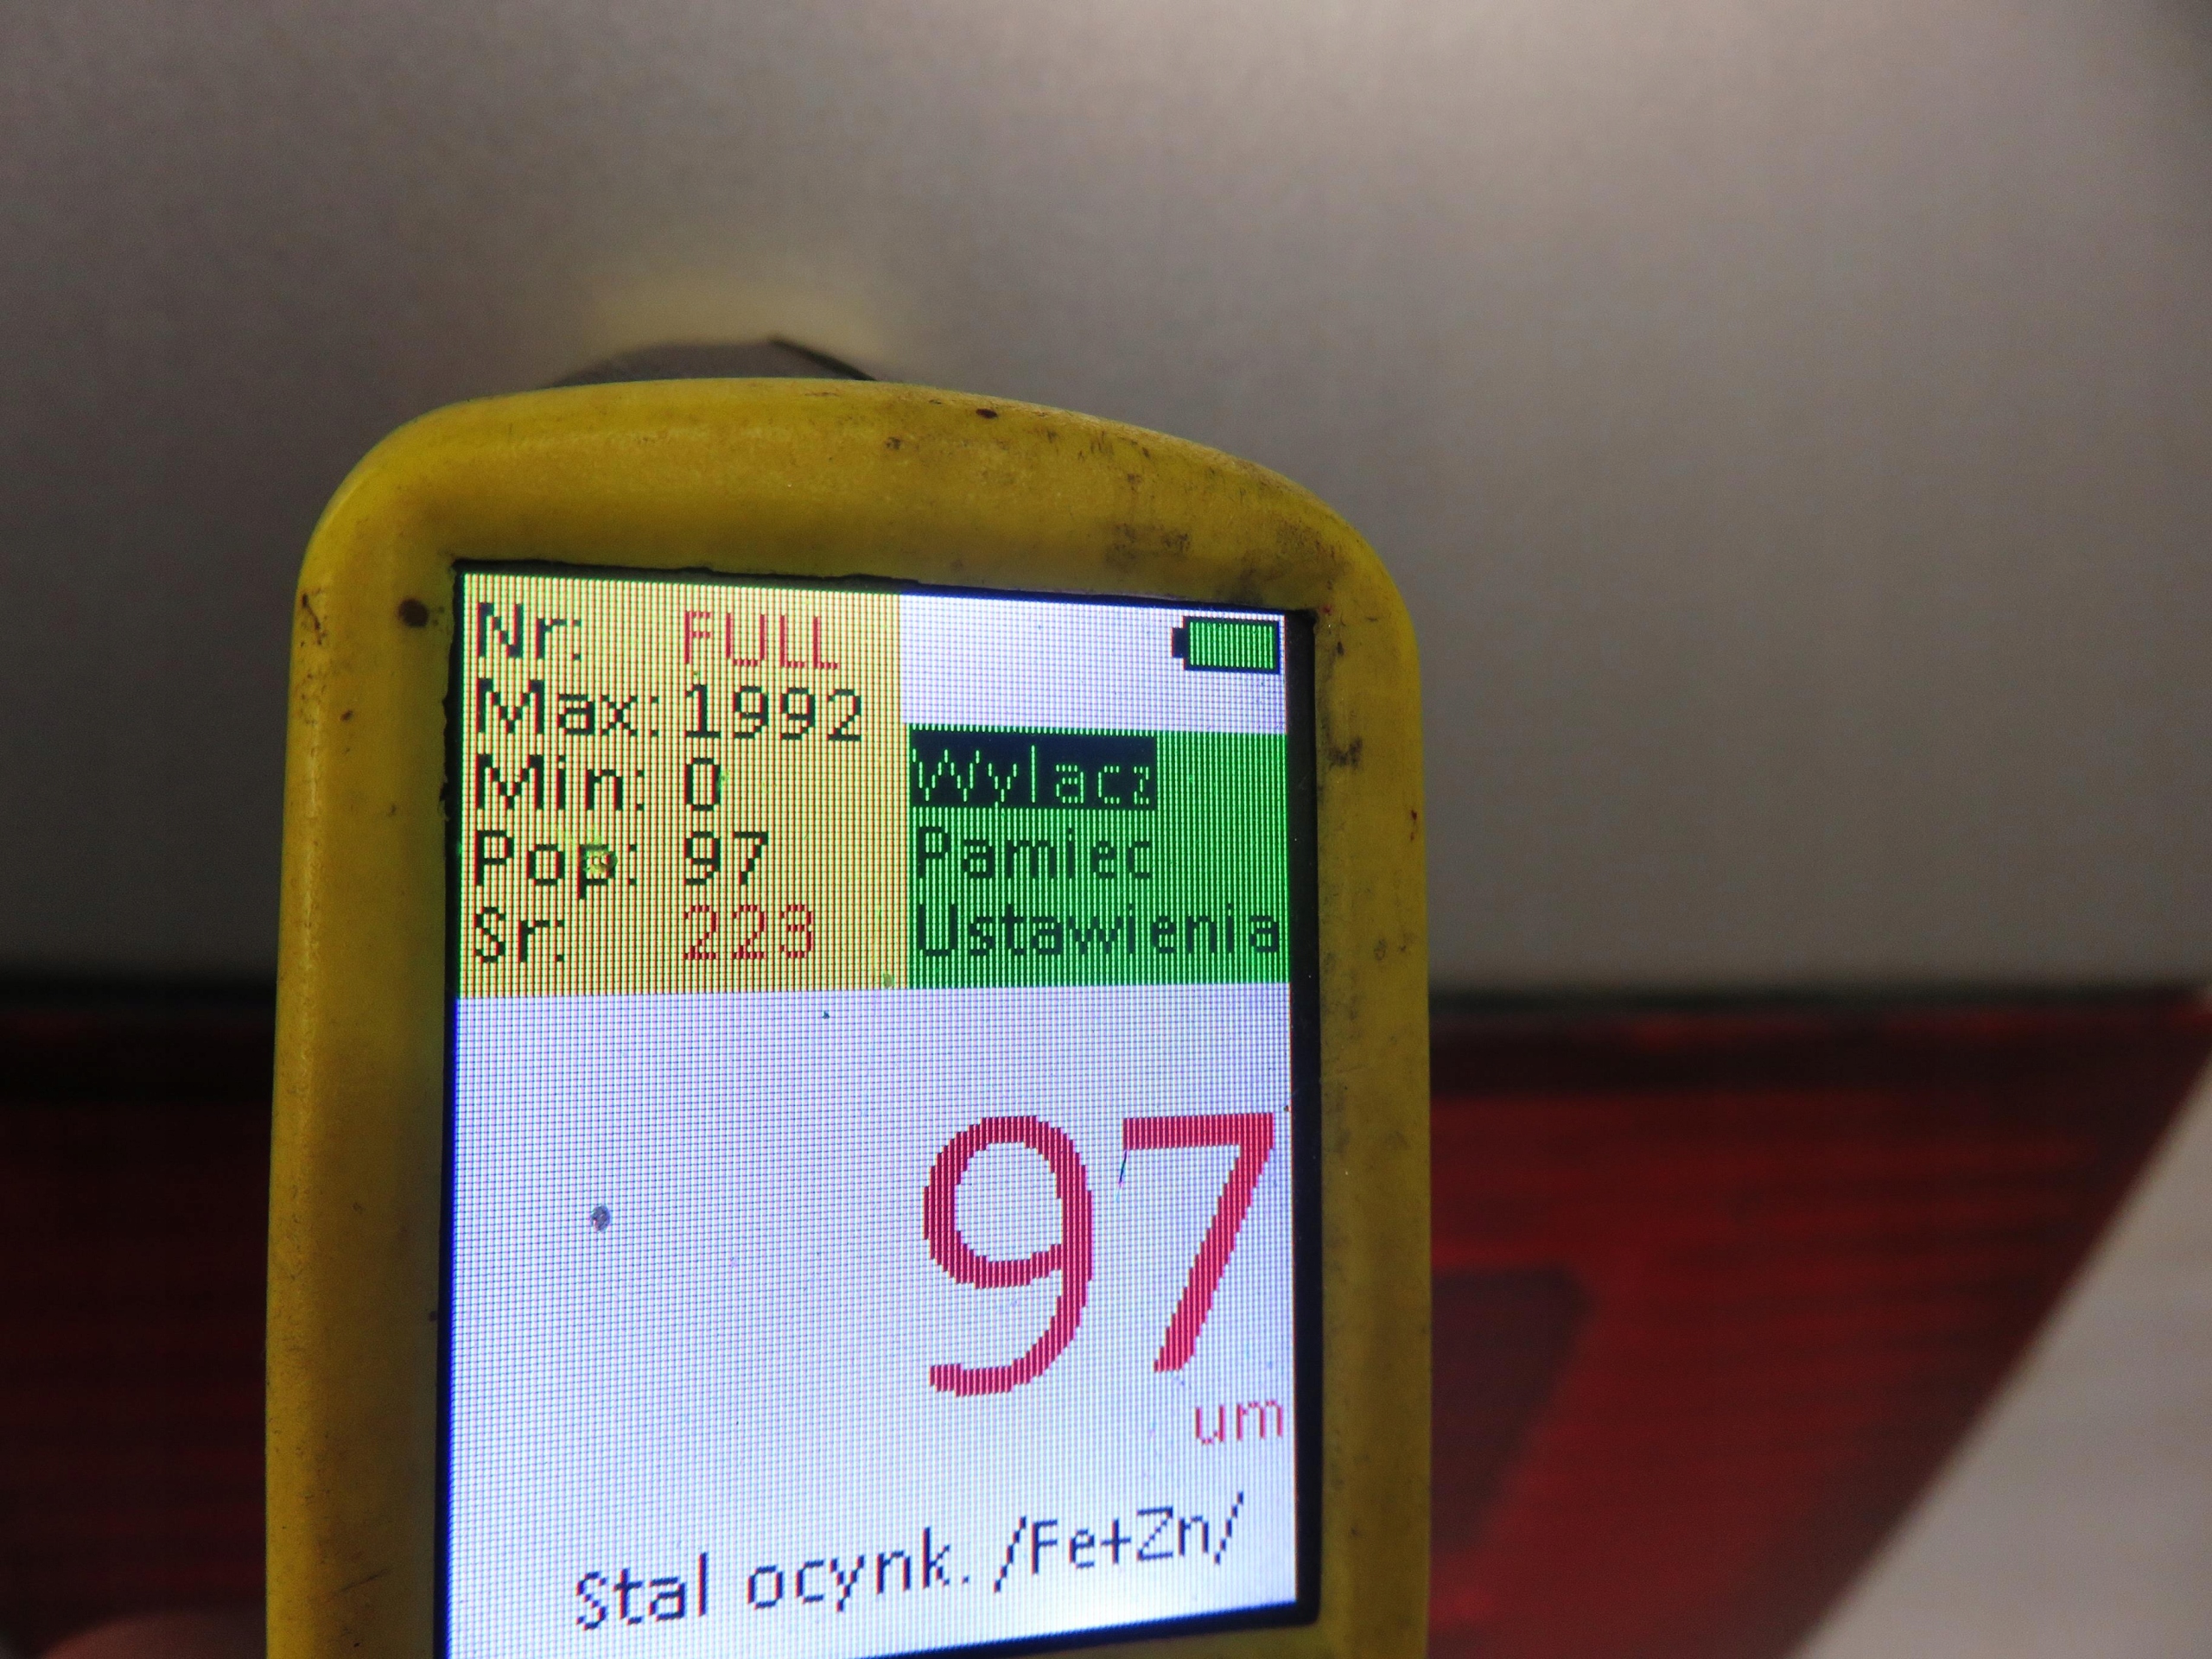 Nr: FULL
Max: 1992
Min: 0
Pop: 97
Sr: 223
Wylacz
Pamiec
Ustawienia
97
um
Stal ocynk. /Fe+Zn/